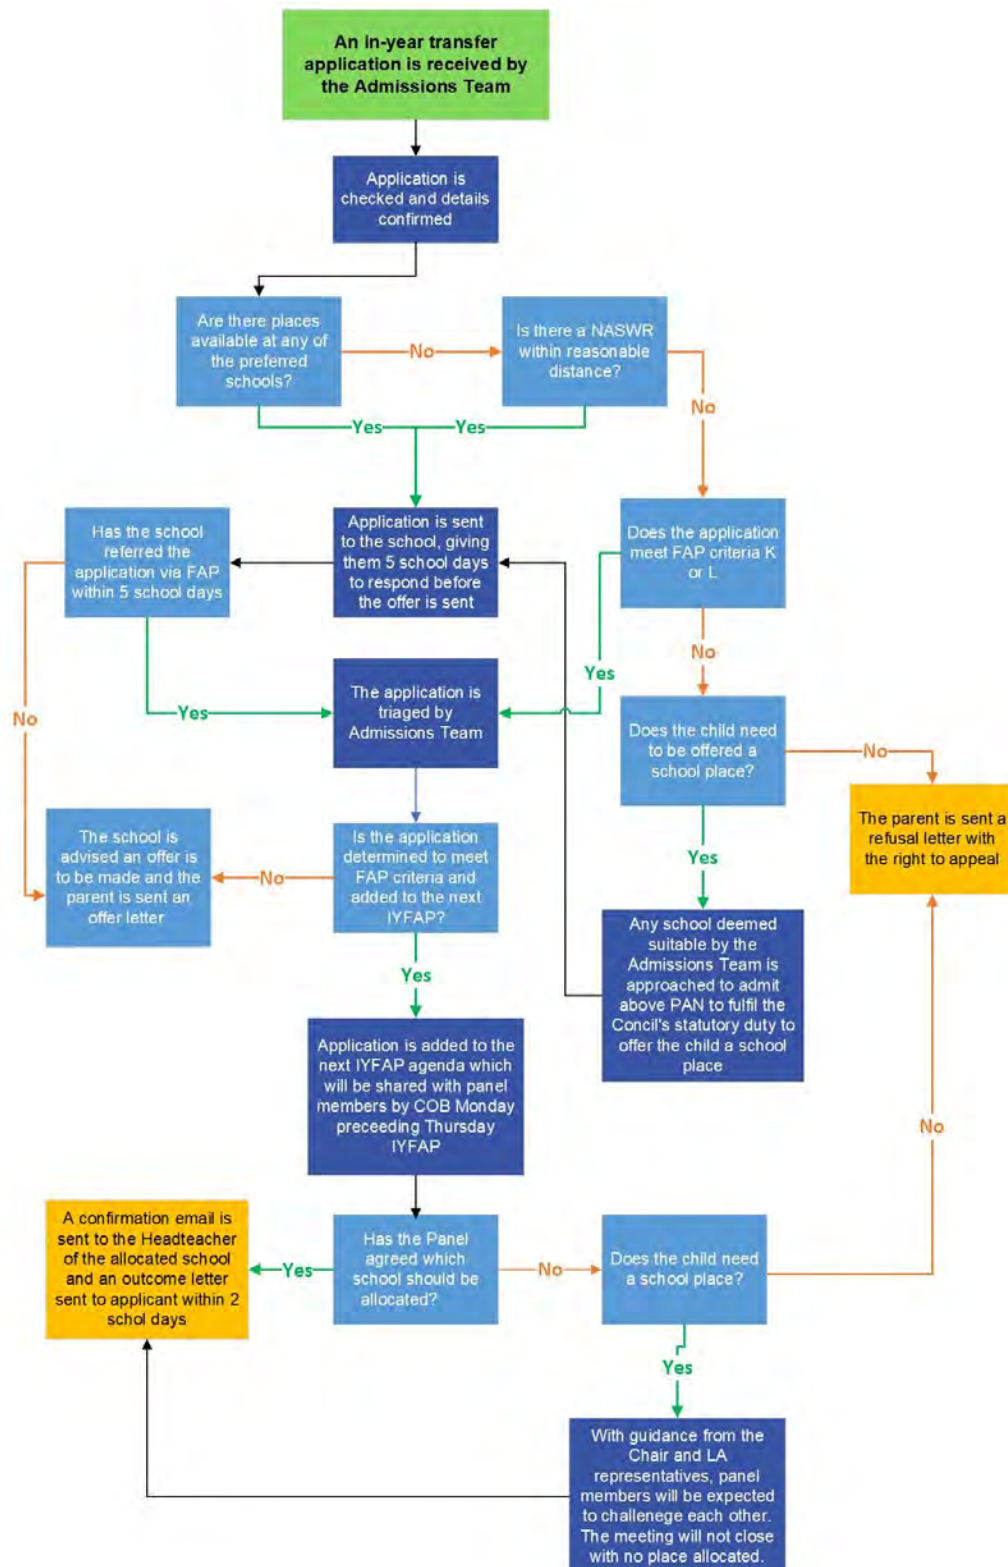 An in-year transfer
application is received by
the Admissions Team
Application is
checked and details
confirmed
Are there places
available at any of
the preferred
schools?
No
Is there a NASWR
within reasonable
distance?
No
Yes
Yes
Has the school
referred the
application via FAP
within 5 school days
Application is sent
to the school, giving
them 5 school days
to respond before
the offer is sent
Does the application
meet FAP criteria K
or L
No
Yes
No
Yes
The application is
triaged by
Admissions Team
Does the child need
to be offered a
school place?
No
The parent is sent a
refusal letter with
the right to appeal
The school is
advised an offer is
to be made and the
parent is sent an
offer letter
No
Is the application
determined to meet
FAP criteria and
added to the next
IYFAP?
Yes
Yes
Any school deemed
suitable by the
Admissions Team is
approached to admit
above PAN to fulfil the
Concil's statutory duty to
offer the child a school
place
Application is added to the
next IYFAP agenda which
will be shared with panel
members by COB Monday
preceeding Thursday
IYFAP
No
A confirmation email is
sent to the Headteacher
of the allocated school
and an outcome letter
sent to applicant within 2
schol days
Yes
Has the Panel
agreed which
school should be
allocated?
No
Does the child need
a school place?
Yes
With guidance from the
Chair and LA
representatives, panel
members will be expected
to challenege each other.
The meeting will not close
with no place allocated.